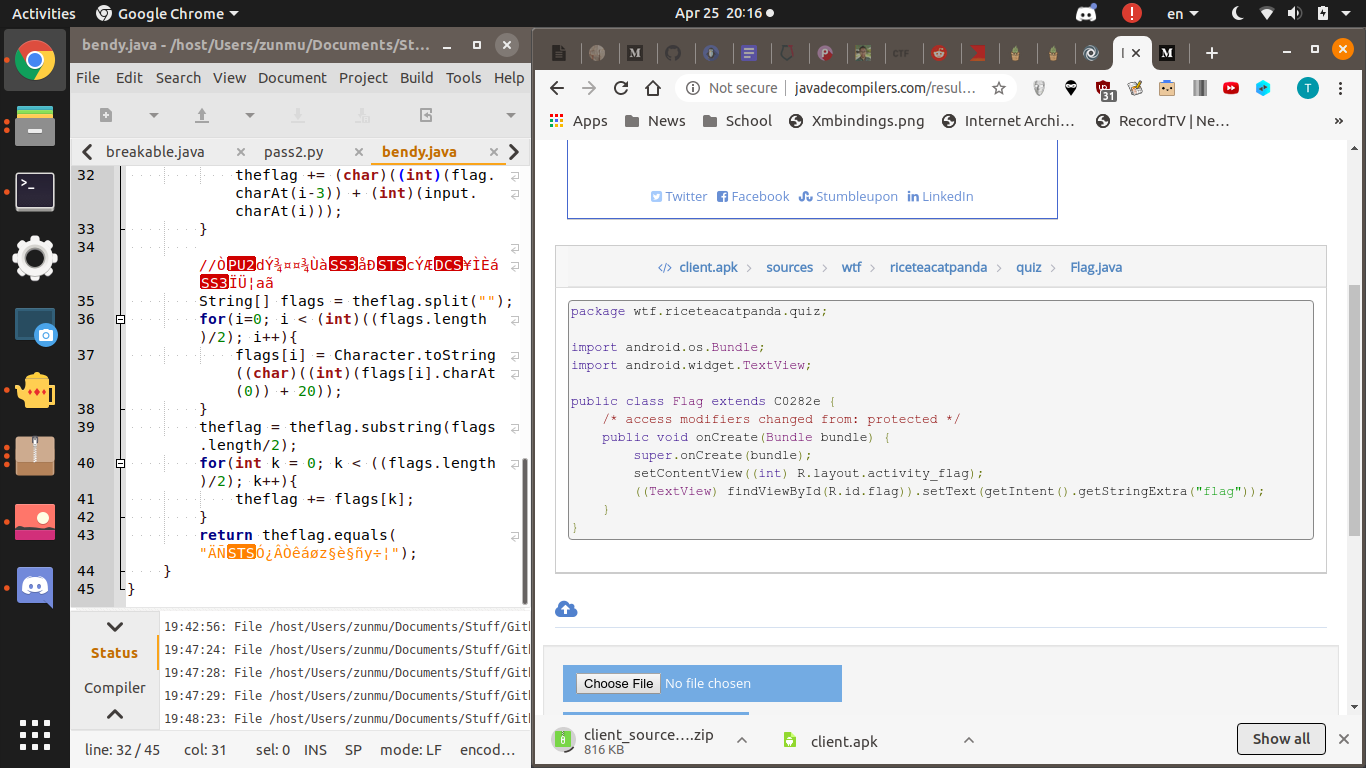 Activities
Google Chrome
Apr 25 20:16
en
bendy.java - /host/Users/zunmu/Documents/St...
File Edit Search View Document Project Build Tools Help
breakable.java
pass2.py
bendy.java
32 theflag += (char)((int)(flag.
charAt(i-3)) + (int)(input.
charAt(i)));
33 }
34
//ÒPU2dÝ¾¤¤¾ÙàSS3åÐSTScÝÆDCS¥ÌÈá
SS3ÏÜ¦aã
35 String[] flags = theflag.split("");
36 for(i=0; i < (int)((flags.length
)/2); i++){
37 flags[i] = Character.toString
((char)((int)(flags[i].charAt
(0)) + 20));
38 }
39 theflag = theflag.substring(flags
.length/2);
40 for(int k = 0; k < ((flags.length
)/2); k++){
41 theflag += flags[k];
42 }
43 return theflag.equals(
"ÄÑSTSÓ¿ÂÒêáøz§è§ñy÷¦");
44 }
45 }
Status
Compiler
19:42:56: File /host/Users/zunmu/Documents/Stuff/Gitl
19:47:24: File /host/Users/zunmu/Documents/Stuff/Gitl
19:47:28: File /host/Users/zunmu/Documents/Stuff/Gitl
19:47:29: File /host/Users/zunmu/Documents/Stuff/Gitl
19:48:23: File /host/Users/zunmu/Documents/Stuff/Gitl
line: 32 / 45 col: 31 sel: 0 INS SP mode: LF encod...
CTF
Not secure | javadecompilers.com/resul...
31
T
Apps News School Xmbindings.png Internet Archi... RecordTV | Ne... »
Twitter Facebook Stumbleupon LinkedIn
client.apk sources wtf riceteacatpanda quiz Flag.java
package wtf.riceteacatpanda.quiz;
import android.os.Bundle;
import android.widget.TextView;
public class Flag extends C0282e {
/* access modifiers changed from: protected */
public void onCreate(Bundle bundle) {
super.onCreate(bundle);
setContentView((int) R.layout.activity_flag);
((TextView) findViewById(R.id.flag)).setText(getIntent().getStringExtra("flag"));
}
}
Choose File No file chosen
client_source....zip
816 KB
client.apk
Show all